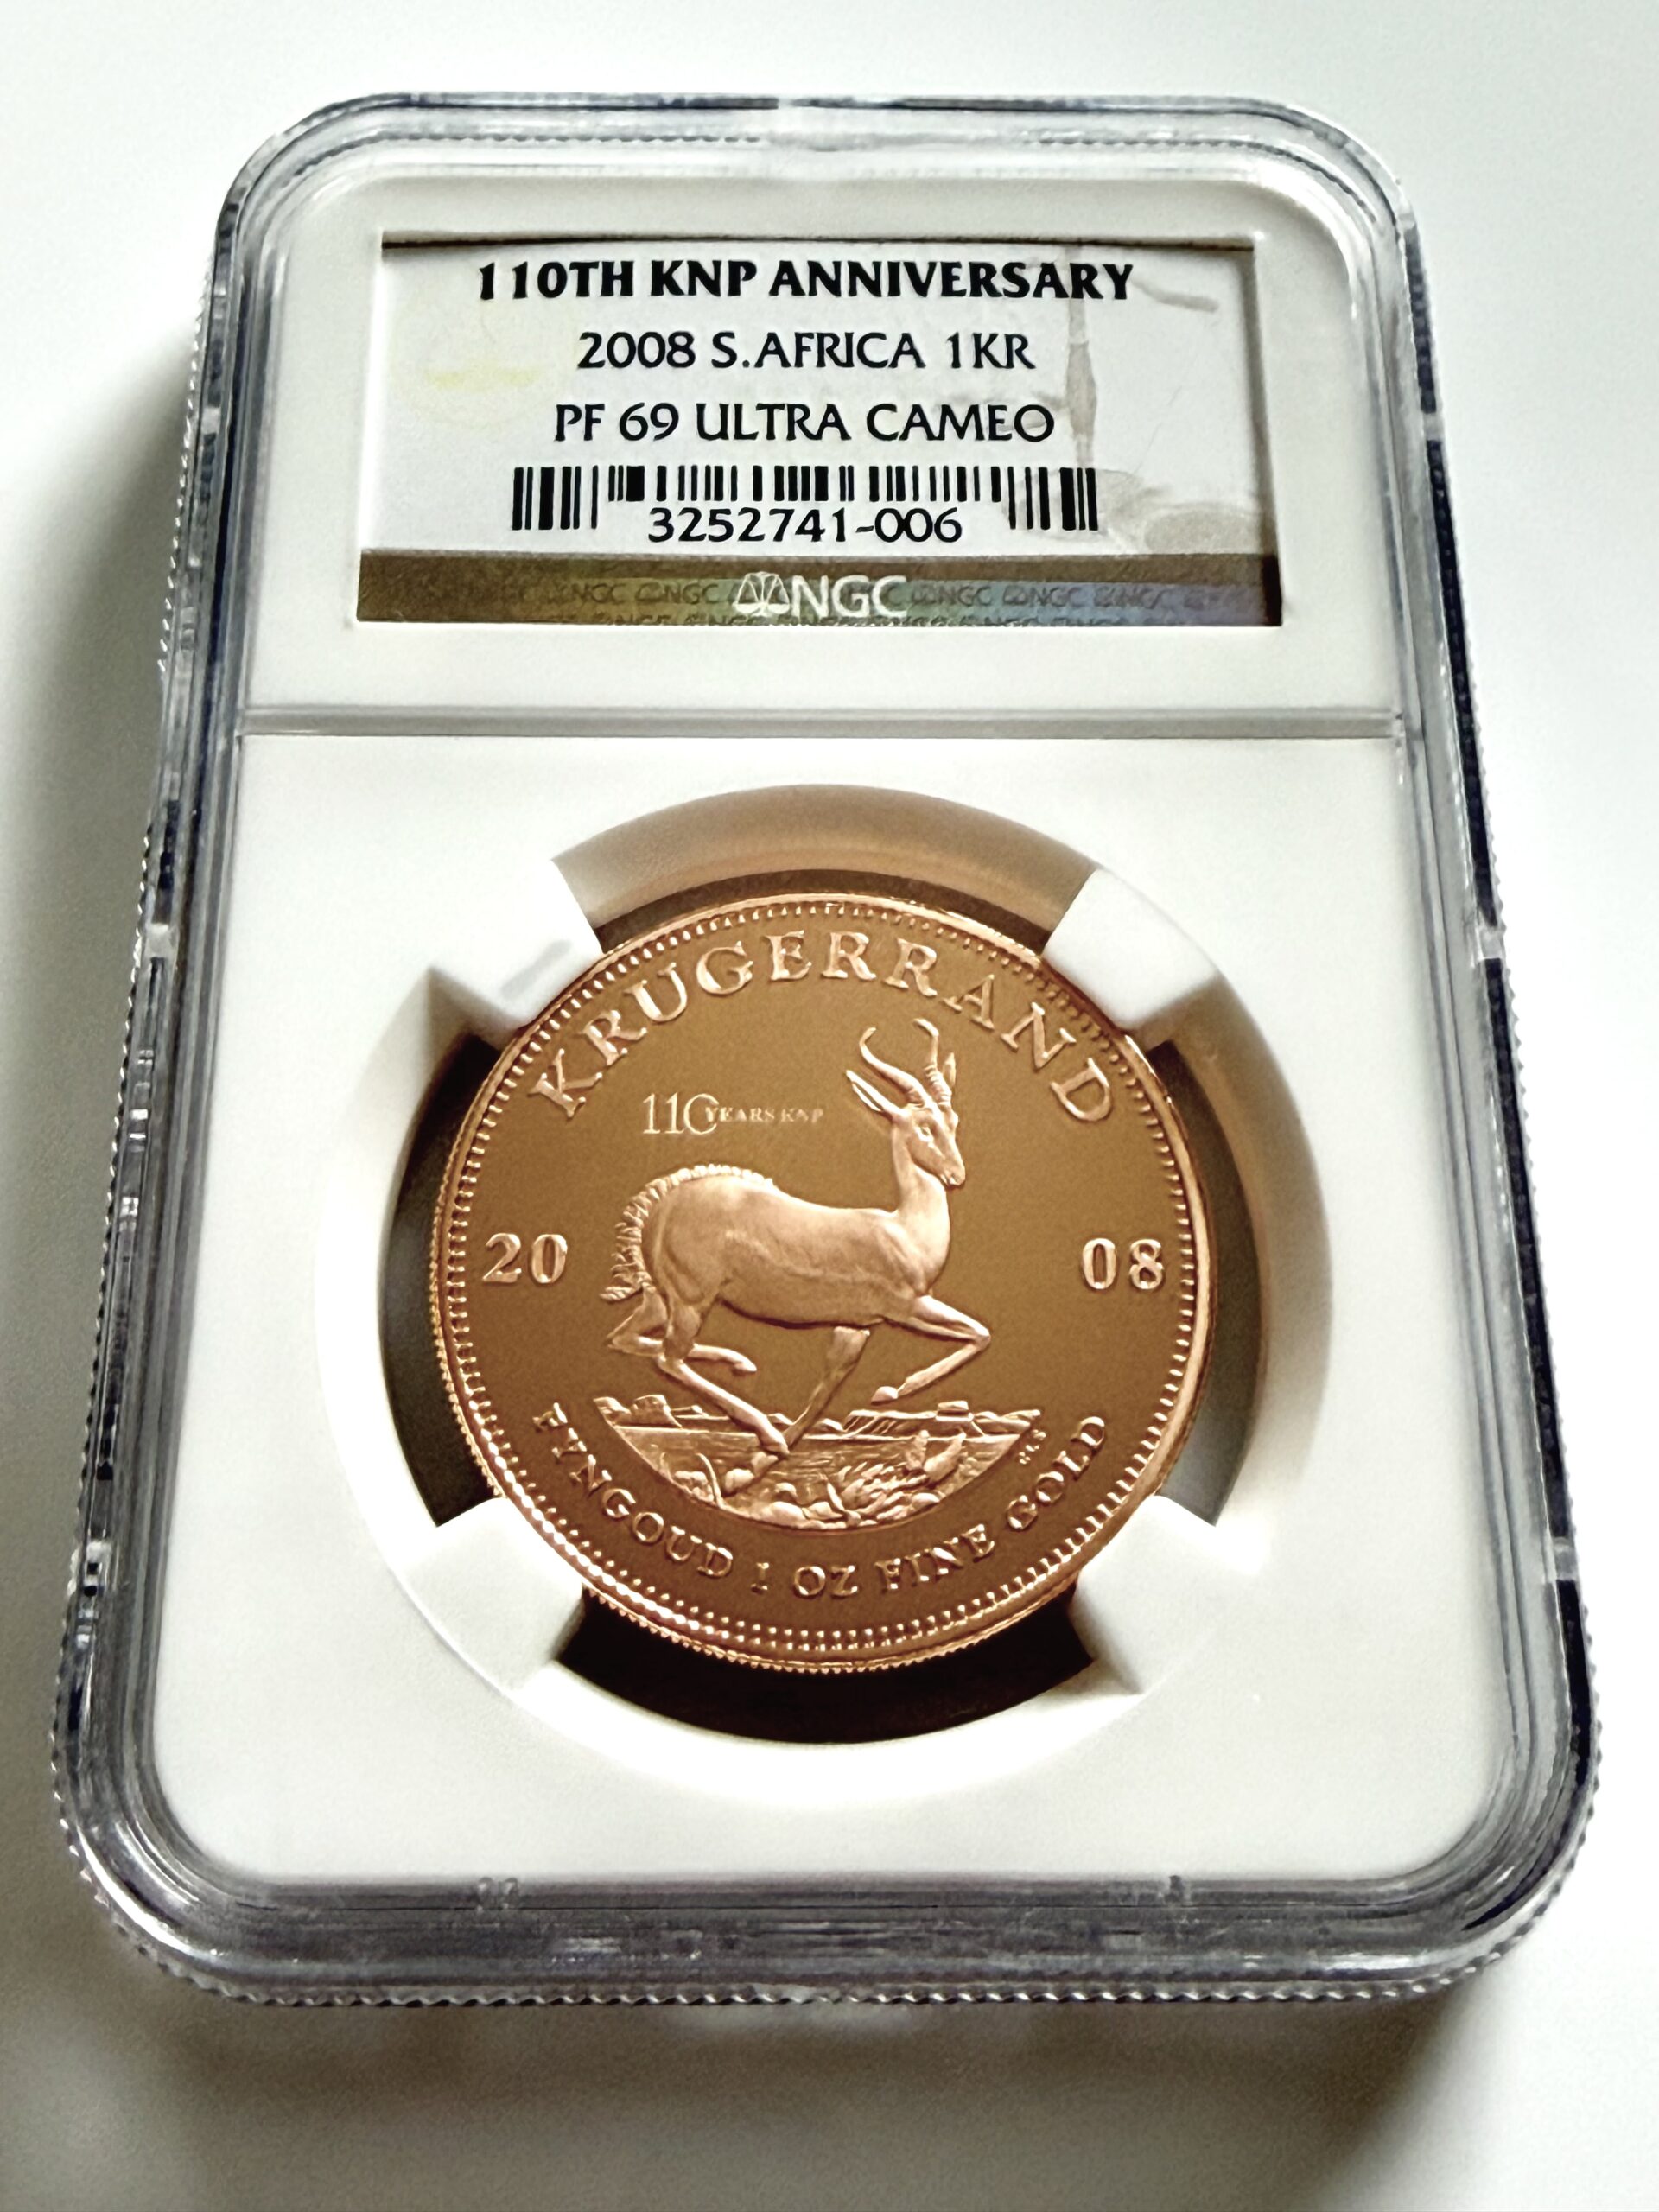 110TH KNP ANNIVERSARY
2008 S.AFRICA 1KR
PF 69 ULTRA CAMEO
3252741-006
NGC
KRUGERRAND
110 YEARS KNP
20 08
FYNGOUD 1 OZ FINE GOLD
CLS